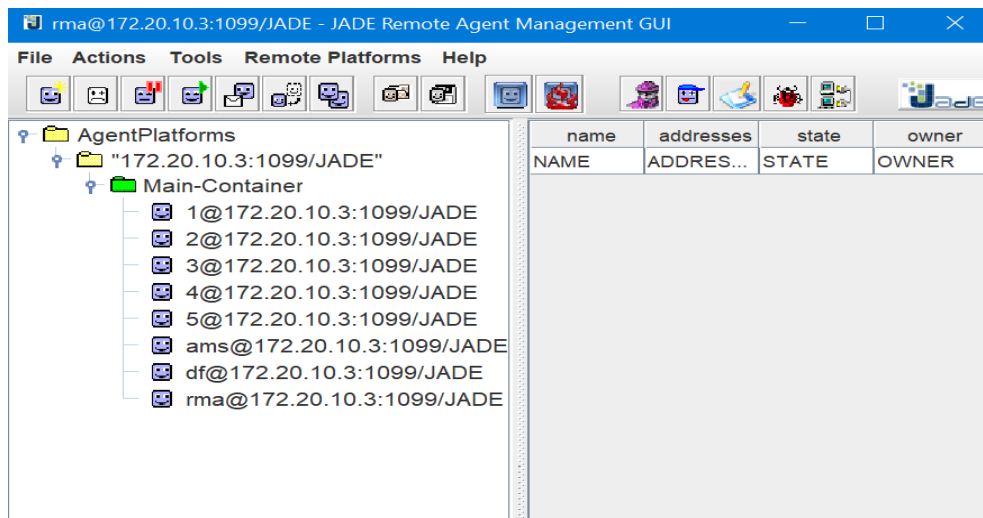 rma@172.20.10.3:1099/JADE - JADE Remote Agent Management GUI
File Actions Tools Remote Platforms Help
Jade
AgentPlatforms
"172.20.10.3:1099/JADE"
Main-Container
1@172.20.10.3:1099/JADE
2@172.20.10.3:1099/JADE
3@172.20.10.3:1099/JADE
4@172.20.10.3:1099/JADE
5@172.20.10.3:1099/JADE
ams@172.20.10.3:1099/JADE
df@172.20.10.3:1099/JADE
rma@172.20.10.3:1099/JADE
name addresses state owner
NAME ADDRES... STATE OWNER